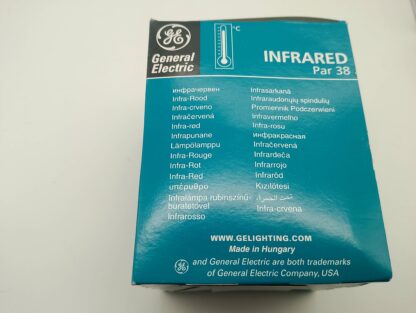 GE
General
Electric
°C
INFRARED
Par 38
инфрачервен
Infra-Rood
Infra-crveno
Infračervená
Infra-red
Infrapunane
Lämpölamppu
Infra-Rouge
Infra-Rot
Infra-Red
υπέρυθρο
Infralámpa rubinszínű-
burátétövel
Infrarosso
Infrasarkanā
Infraraudonųjų spindulių
Promiennik Podczerwieni
Infravermelho
Infra-rosu
инфракрасная
Infračervená
Infrardeča
Infrarrojo
Infraröd
Kızılötesi
Infra-crvena
WWW.GELIGHTING.COM
Made in Hungary
GE and General Electric are both trademarks
of General Electric Company, USA